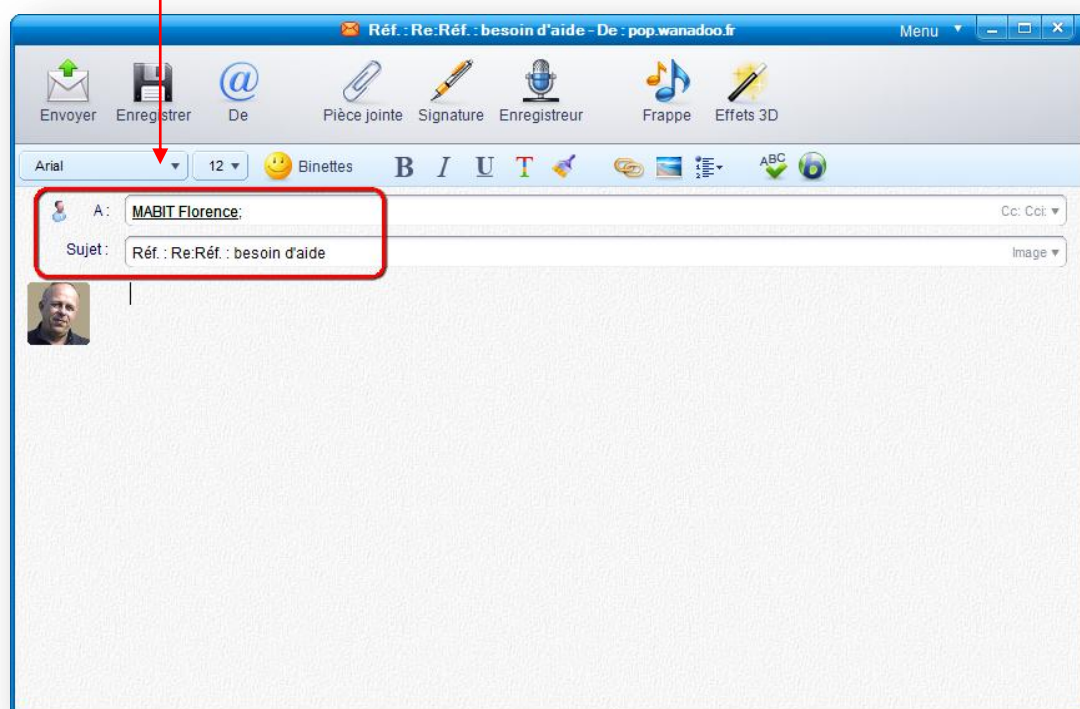 Réf. : Re:Réf. : besoin d'aide - De : pop.wanadoo.fr Menu
Envoyer Enregistrer De Pièce jointe Signature Enregistreur Frappe Effets 3D
Arial 12 Binettes B I U T ABC
A : MABIT Florence; Cc: Cci:
Sujet : Réf. : Re:Réf. : besoin d'aide Image